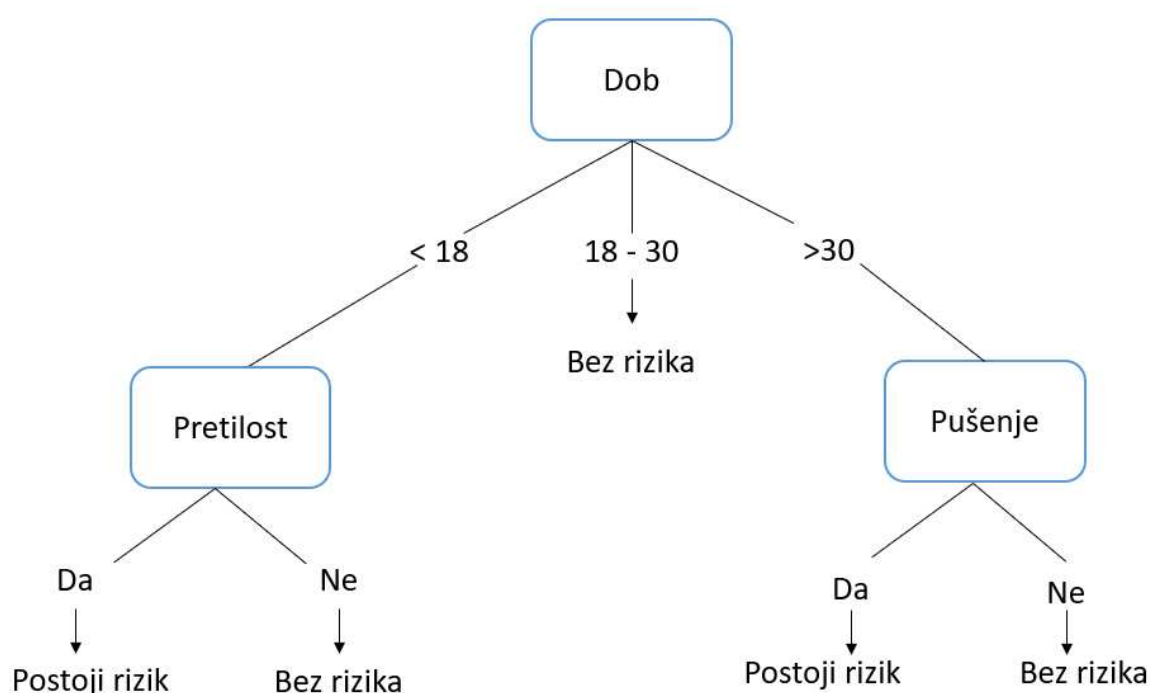 Dob
< 18
18 - 30
>30
Bez rizika
Pretilost
Pušenje
Da
Ne
Da
Ne
Postoji rizik
Bez rizika
Postoji rizik
Bez rizika